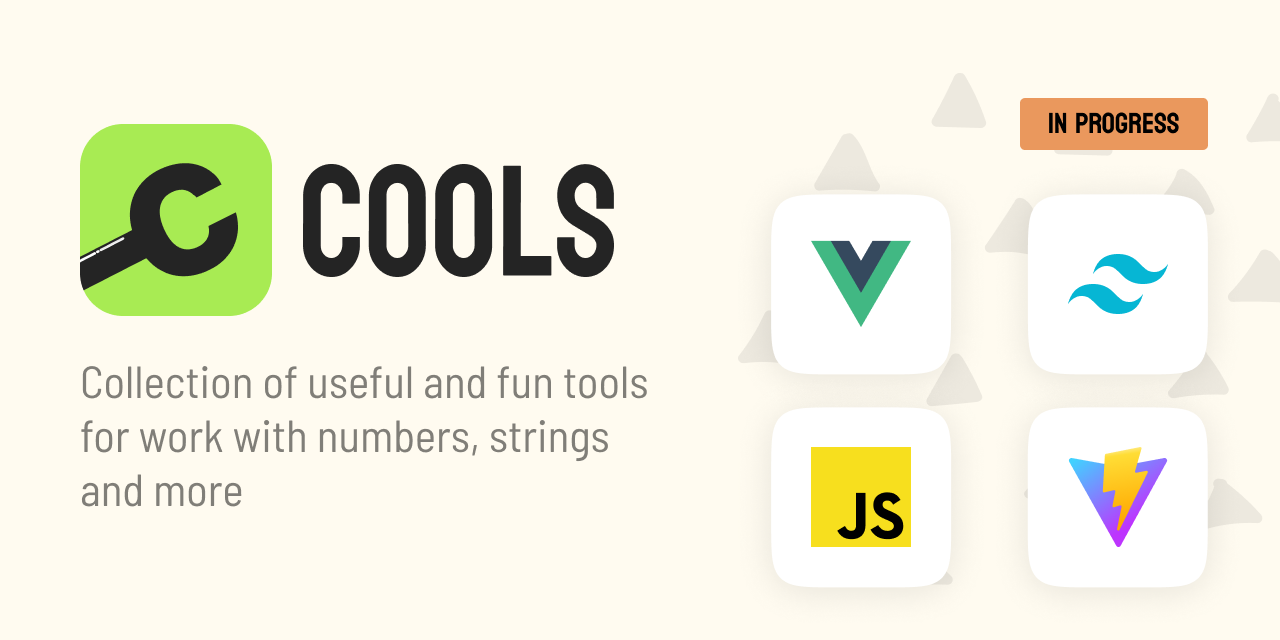 COOLS
Collection of useful and fun tools
for work with numbers, strings
and more
IN PROGRESS
JS